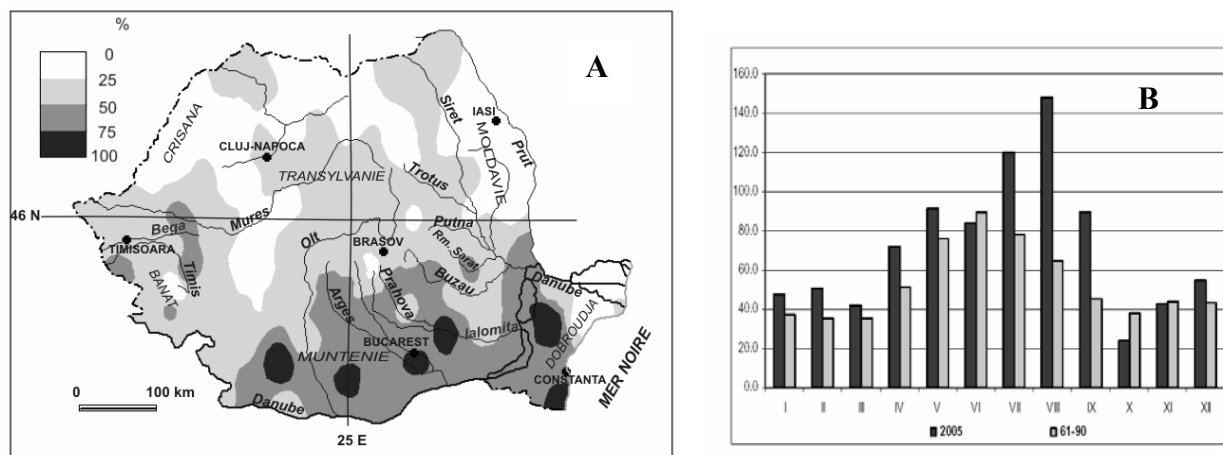 %
0
25
50
75
100
A
CRISANA
CLUJ-NAPOCA
TRANSYLVANIE
Siret
IASI
MOLDAVIE
Prut
Trotus
46 N
Mures
Bega
TIMISOARA
Timis
BANAT
Olt
BRASOV
Putna
Rm. Sarat
Buzau
Danube
Prahova
Arges
Ialomita
BUCAREST
MUNTENIE
DOBROUDJA
CONSTANTA
MER NOIRE
Danube
0 100 km
25 E
B
160.0
140.0
120.0
100.0
80.0
60.0
40.0
20.0
0.0
I II III IV V VI VII VIII IX X XI XII
2005 61-90